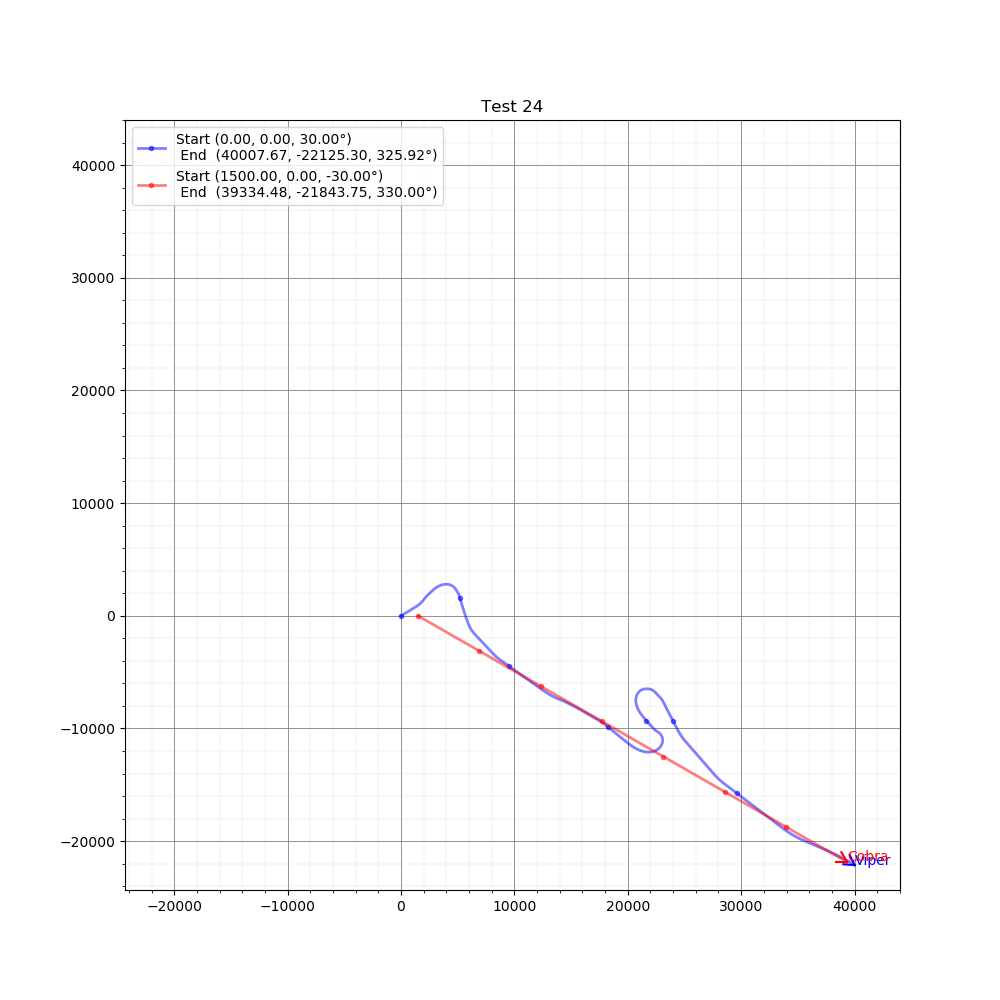 Test 24
Start (0.00, 0.00, 30.00°)
End  (40007.67, -22125.30, 325.92°)
Start (1500.00, 0.00, -30.00°)
End  (39334.48, -21843.75, 330.00°)
40000
30000
20000
10000
0
−10000
−20000
Cobra
Viper
−20000 −10000 0 10000 20000 30000 40000